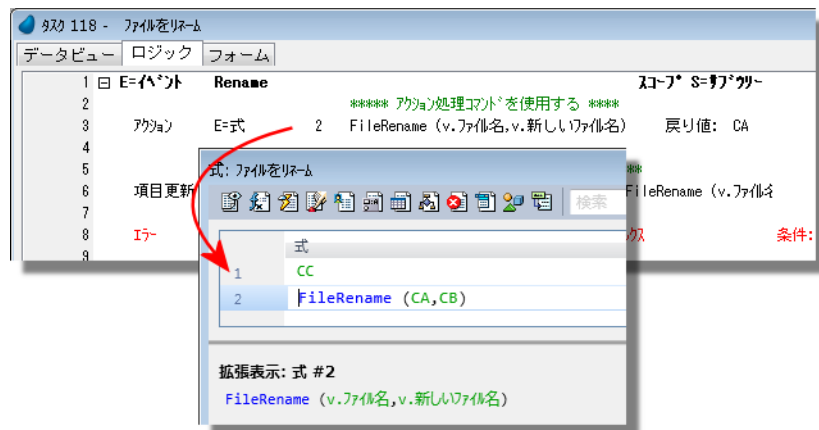 タスク 118 - ファイルをリネーム
データビュー ロジック フォーム
1 E=イベント Rename スコープ S=サブツリー
2 ***** アクション処理コマンドを使用する ****
3 アクション E=式 2 FileRename (v.ファイル名,v.新しいファイル名) 戻り値: CA
4
5 **
6 項目更新 FileRename (v.ファイル名
7
8 エラー 条件:
9
式: ファイルをリネーム
検索
式
1 CC
2 FileRename (CA,CB)
拡張表示: 式 #2
FileRename (v.ファイル名,v.新しいファイル名)